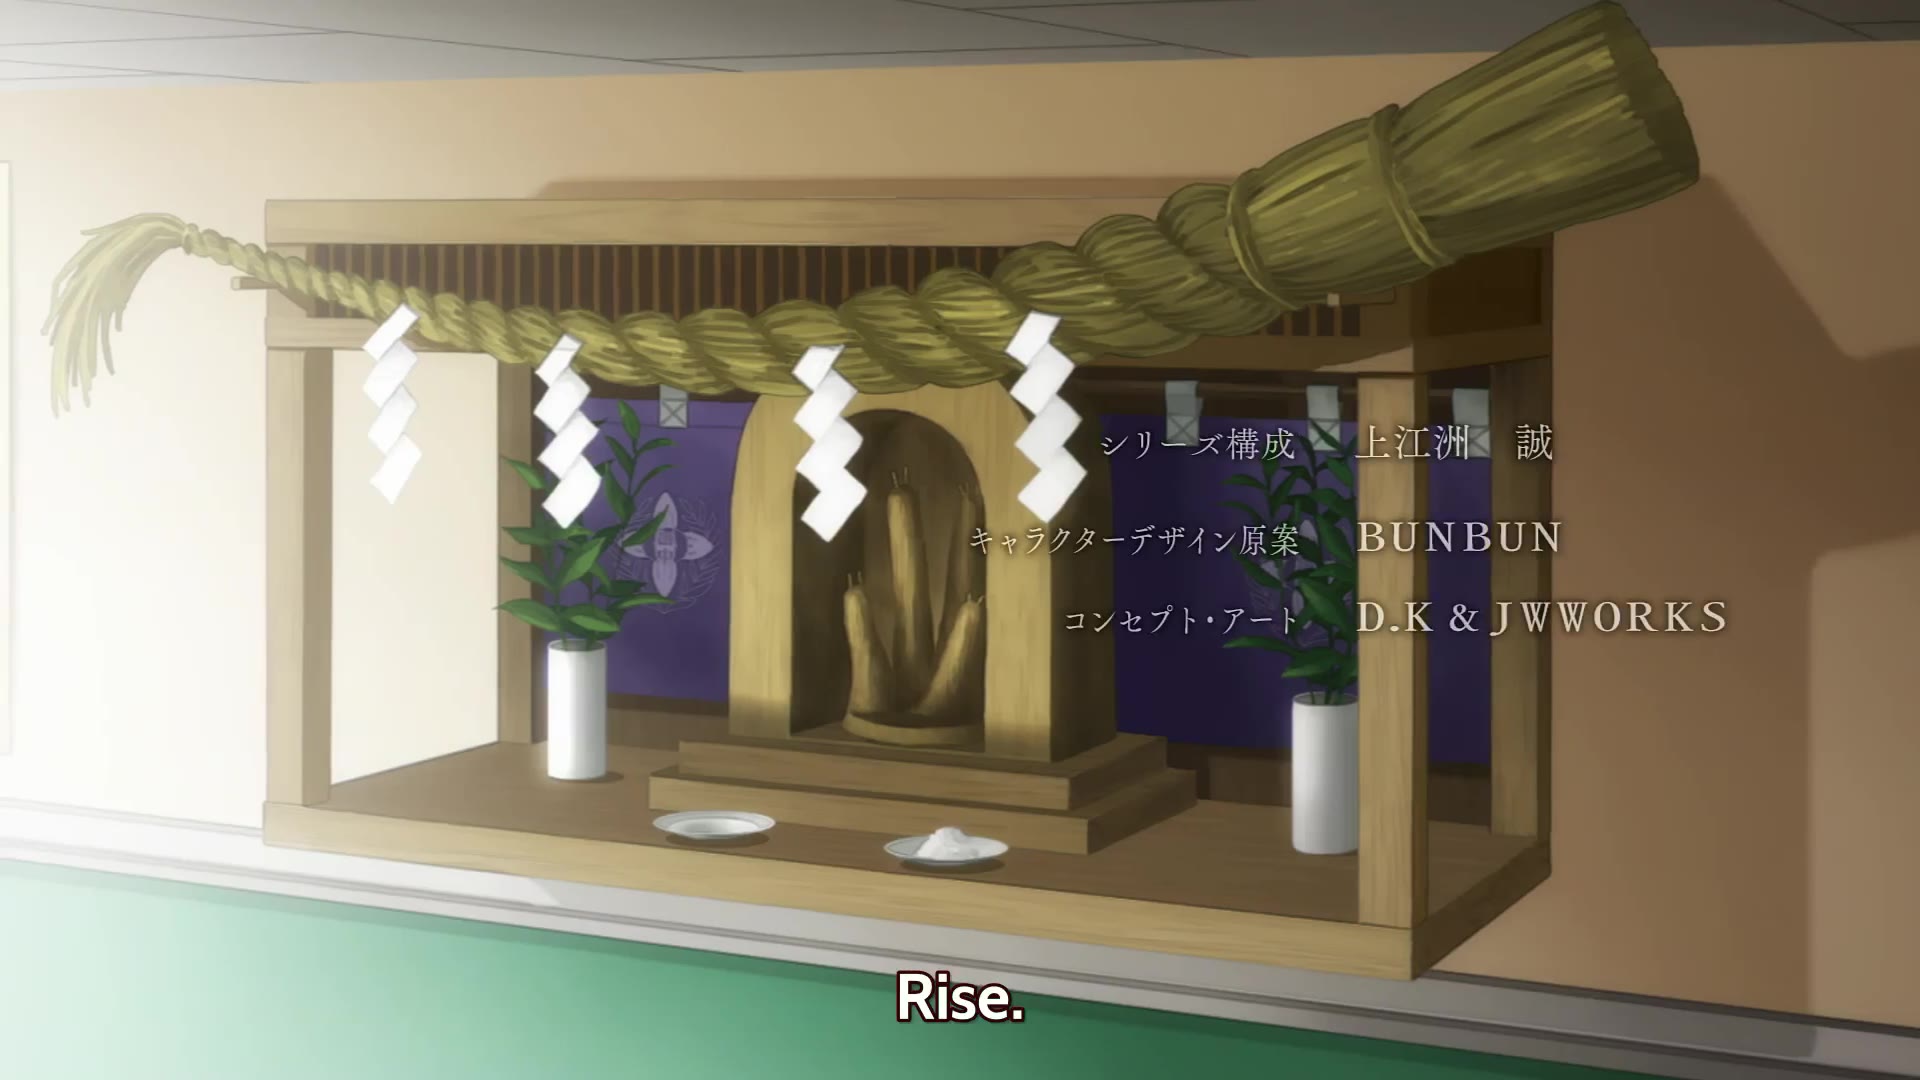 シリーズ構成　上江洲　誠
キャラクターデザイン原案　BUNBUN
コンセプト・アート　D.K & JWWORKS
Rise.